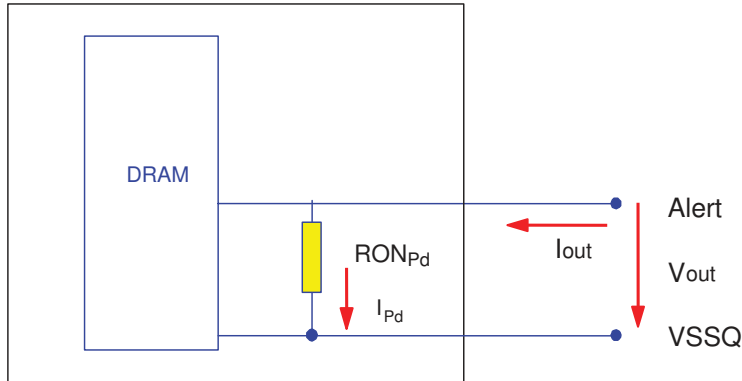 DRAM
Alert
RONPd
Iout
Vout
IPd
VSSQ